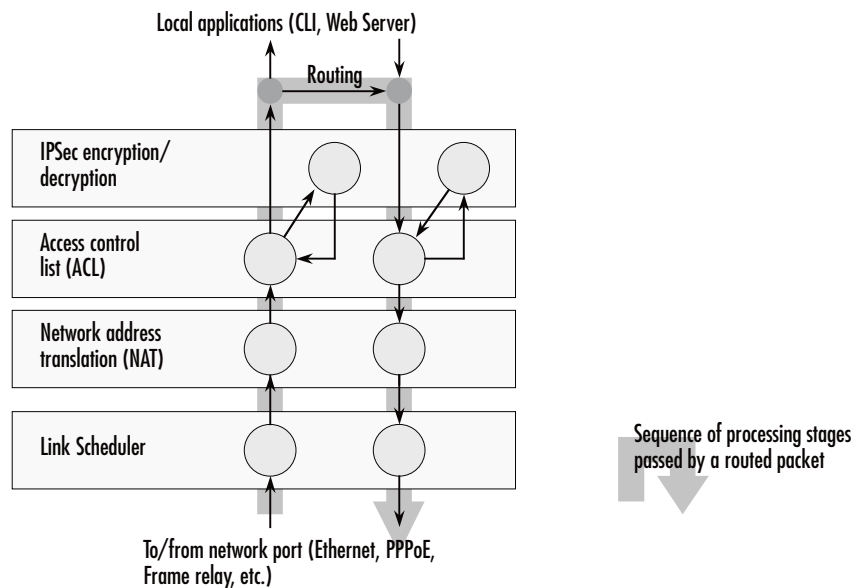 Local applications (CLI, Web Server)
Routing
IPSec encryption/
decryption
Access control
list (ACL)
Network address
translation (NAT)
Link Scheduler
Sequence of processing stages
passed by a routed packet
To/from network port (Ethernet, PPPoE,
Frame relay, etc.)